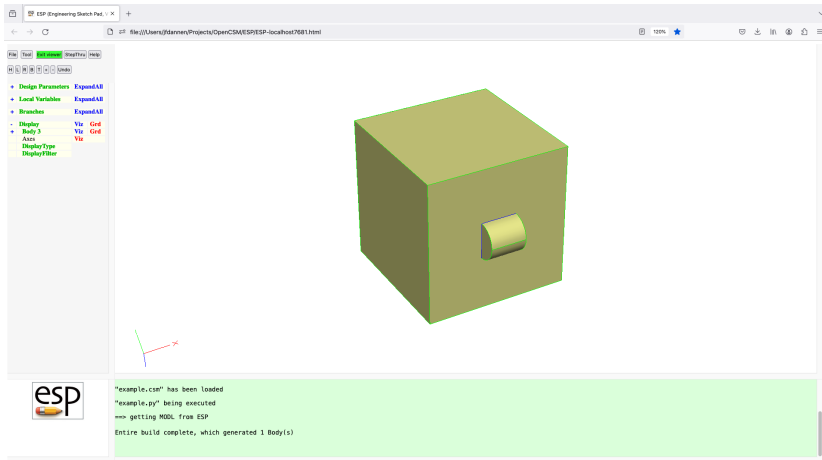 ESP (Engineering Sketch Pad, V
file:///Users/jfdannen/Projects/OpenCSM/ESP/ESP-localhost7681.html
120%
File Tool Exit viewer StepThru Help
H L R B T + - Undo
+ Design Parameters ExpandAll
+ Local Variables ExpandAll
+ Branches ExpandAll
- Display Viz Grd
+ Body 3 Viz Grd
Axes Viz
DisplayType
DisplayFilter
X
esp
"example.csm" has been loaded
"example.py" being executed
==> getting MODL from ESP
Entire build complete, which generated 1 Body(s)